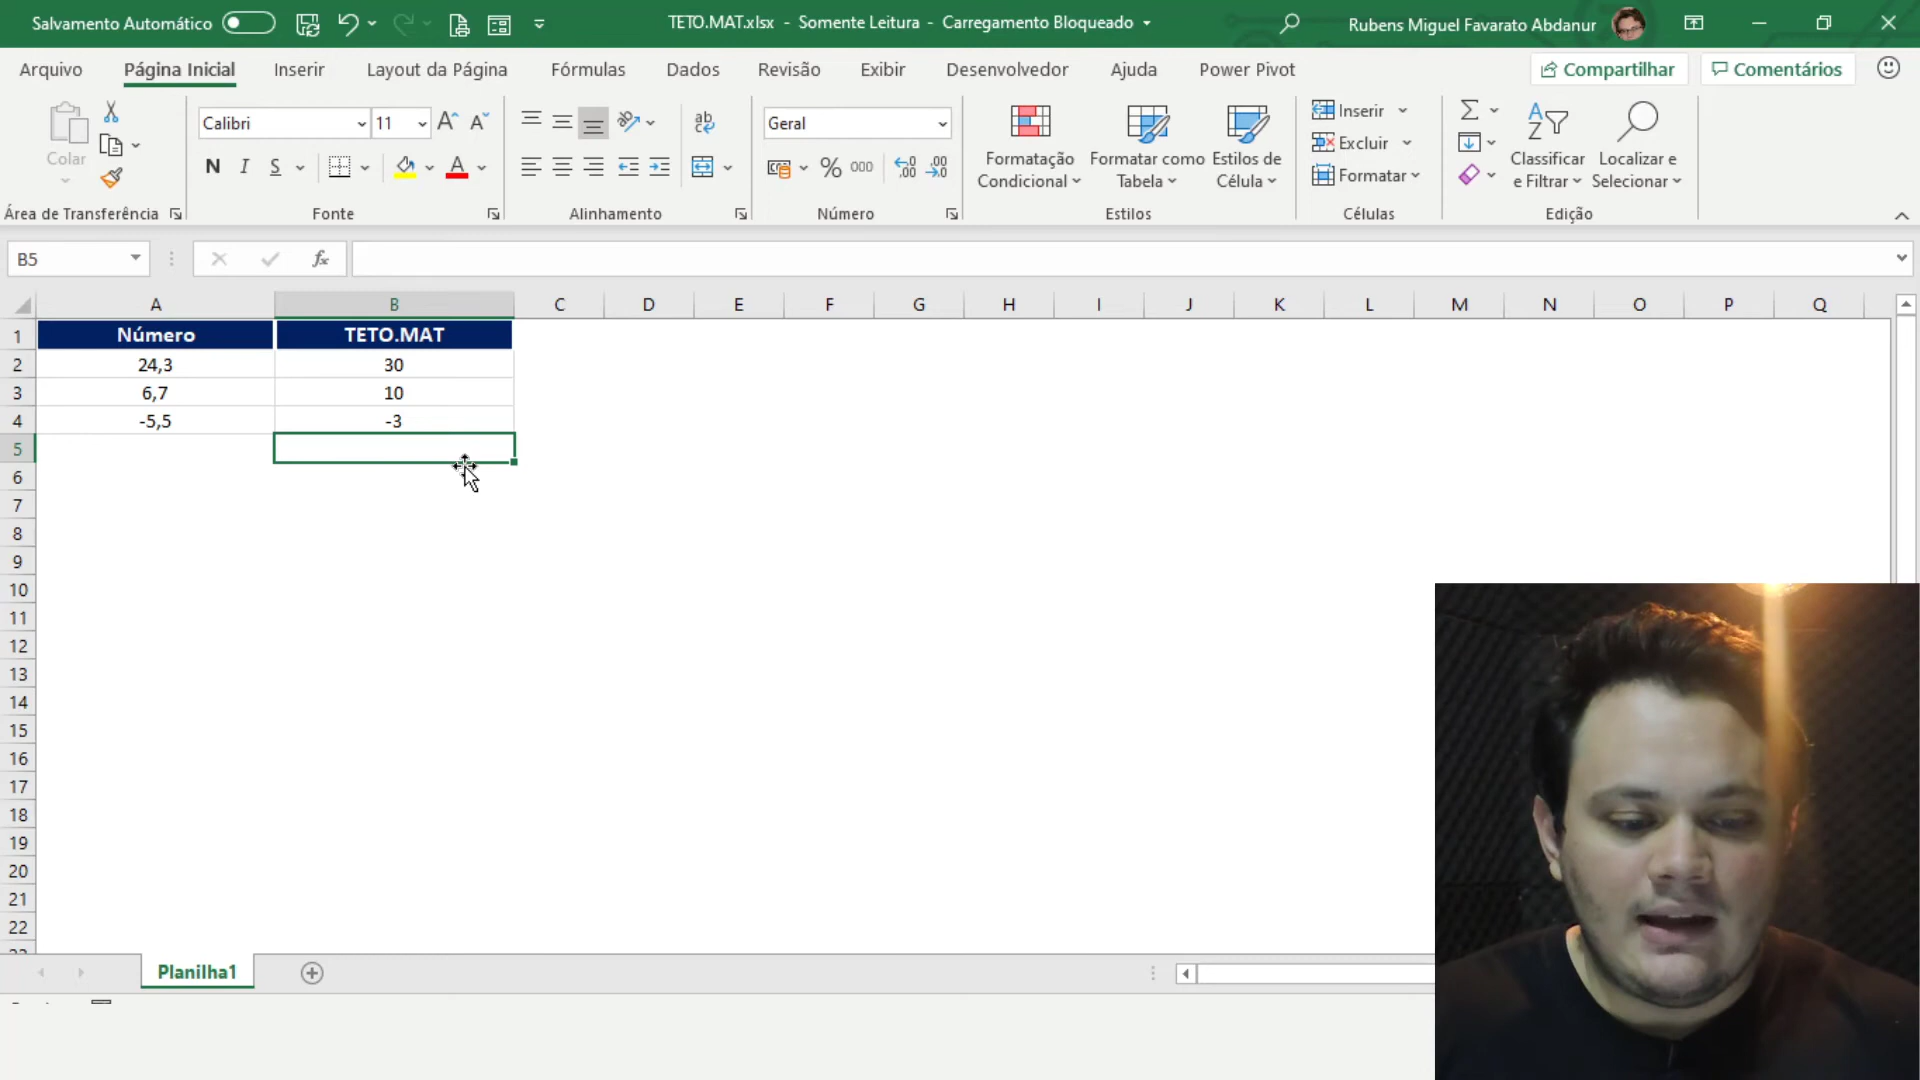 Salvamento Automático
TETO.MAT.xlsx - Somente Leitura - Carregamento Bloqueado
Rubens Miguel Favarato Abdanur
Arquivo Página Inicial Inserir Layout da Página Fórmulas Dados Revisão Exibir Desenvolvedor Ajuda Power Pivot Compartilhar Comentários
Colar
Calibri 11
N I S
A
ab
Geral
% 000
Formatação Condicional
Formatar como Tabela
Estilos de Célula
Inserir
Excluir
Formatar
Classificar e Filtrar
Localizar e Selecionar
Área de Transferência Fonte Alinhamento Número Estilos Células Edição
B5 fx
A B C D E F G H I J K L M N O P Q
1 Número TETO.MAT
2 24,3 30
3 6,7 10
4 -5,5 -3
5
6
7
8
9
10
11
12
13
14
15
16
17
18
19
20
21
22
Planilha1